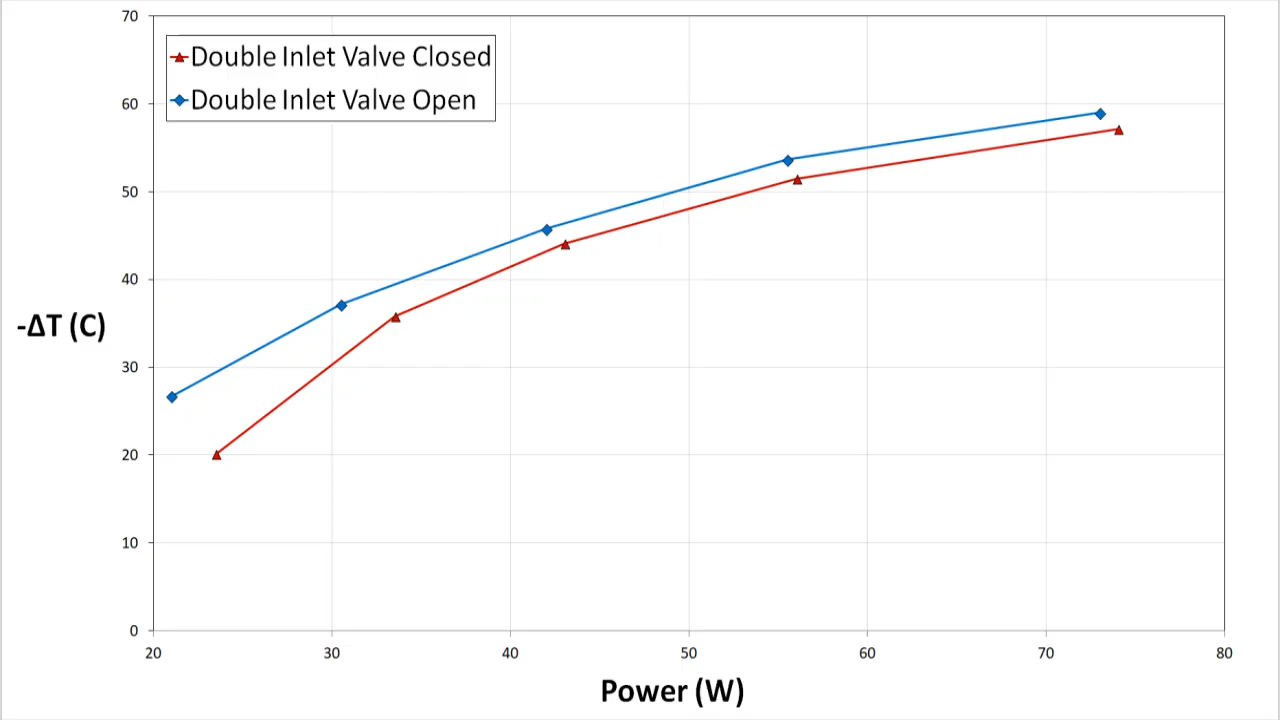 70
Double Inlet Valve Closed
Double Inlet Valve Open
60
50
40
-ΔT (C)
30
20
10
0
20 30 40 50 60 70 80
Power (W)